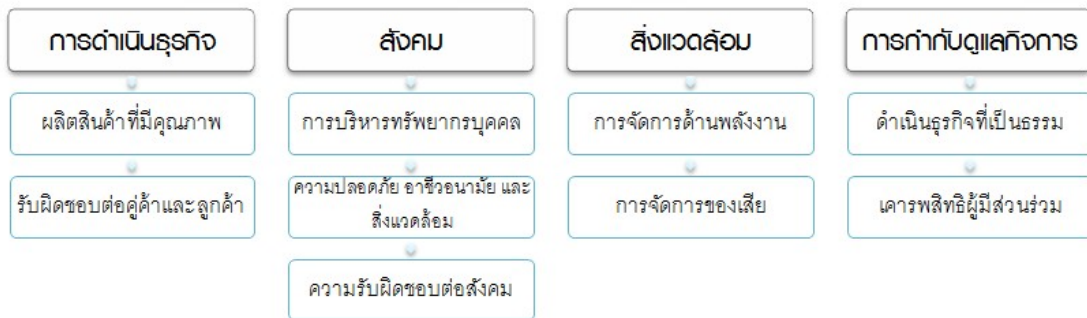 การดำเนินธุรกิจ
ผลิตสินค้าที่มีคุณภาพ
รับผิดชอบต่อคู่ค้าและลูกค้า
สังคม
การบริหารทรัพยากรบุคคล
ความปลอดภัย อาชีวอนามัย และ
สิ่งแวดล้อม
ความรับผิดชอบต่อสังคม
สิ่งแวดล้อม
การจัดการด้านพลังงาน
การจัดการของเสีย
การกำกับดูแลกิจการ
ดำเนินธุรกิจที่เป็นธรรม
เคารพสิทธิผู้มีส่วนร่วม